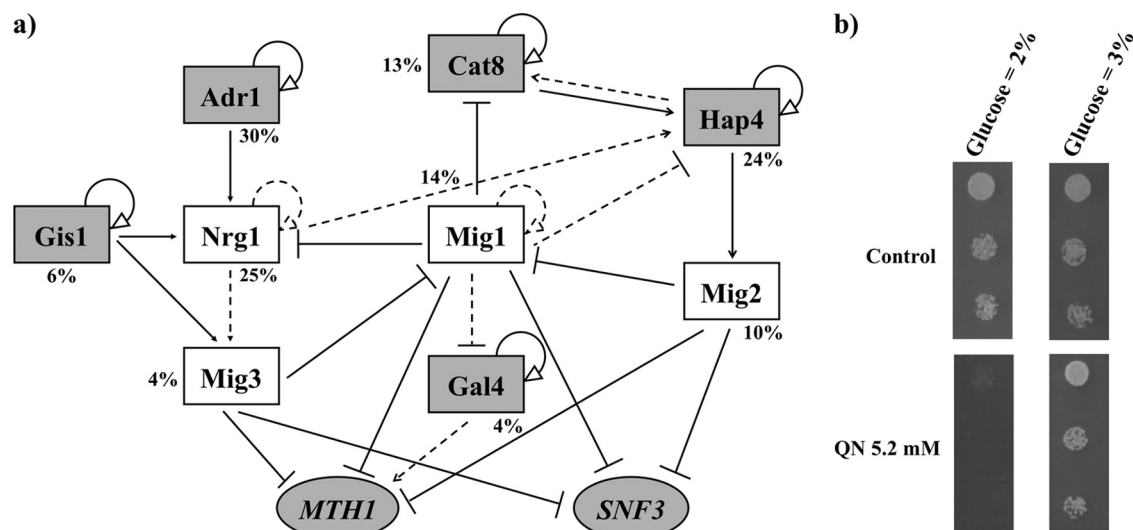 a)
Cat8
13%
Adr1
30%
Hap4
24%
14%
Gis1
6%
Nrg1
25%
Mig1
Mig2
10%
Mig3
4%
Gal4
4%
MTH1
SNF3
b)
Glucose = 2%
Glucose = 3%
Control
QN 5.2 mM